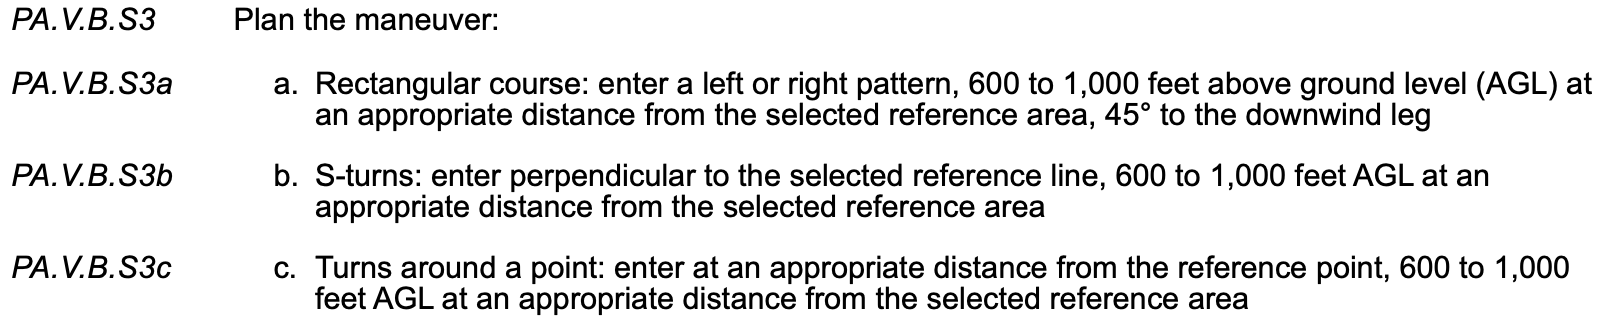 PA.V.B.S3 Plan the maneuver:
PA.V.B.S3a a. Rectangular course: enter a left or right pattern, 600 to 1,000 feet above ground level (AGL) at
an appropriate distance from the selected reference area, 45° to the downwind leg
PA.V.B.S3b b. S-turns: enter perpendicular to the selected reference line, 600 to 1,000 feet AGL at an
appropriate distance from the selected reference area
PA.V.B.S3c c. Turns around a point: enter at an appropriate distance from the reference point, 600 to 1,000
feet AGL at an appropriate distance from the selected reference area